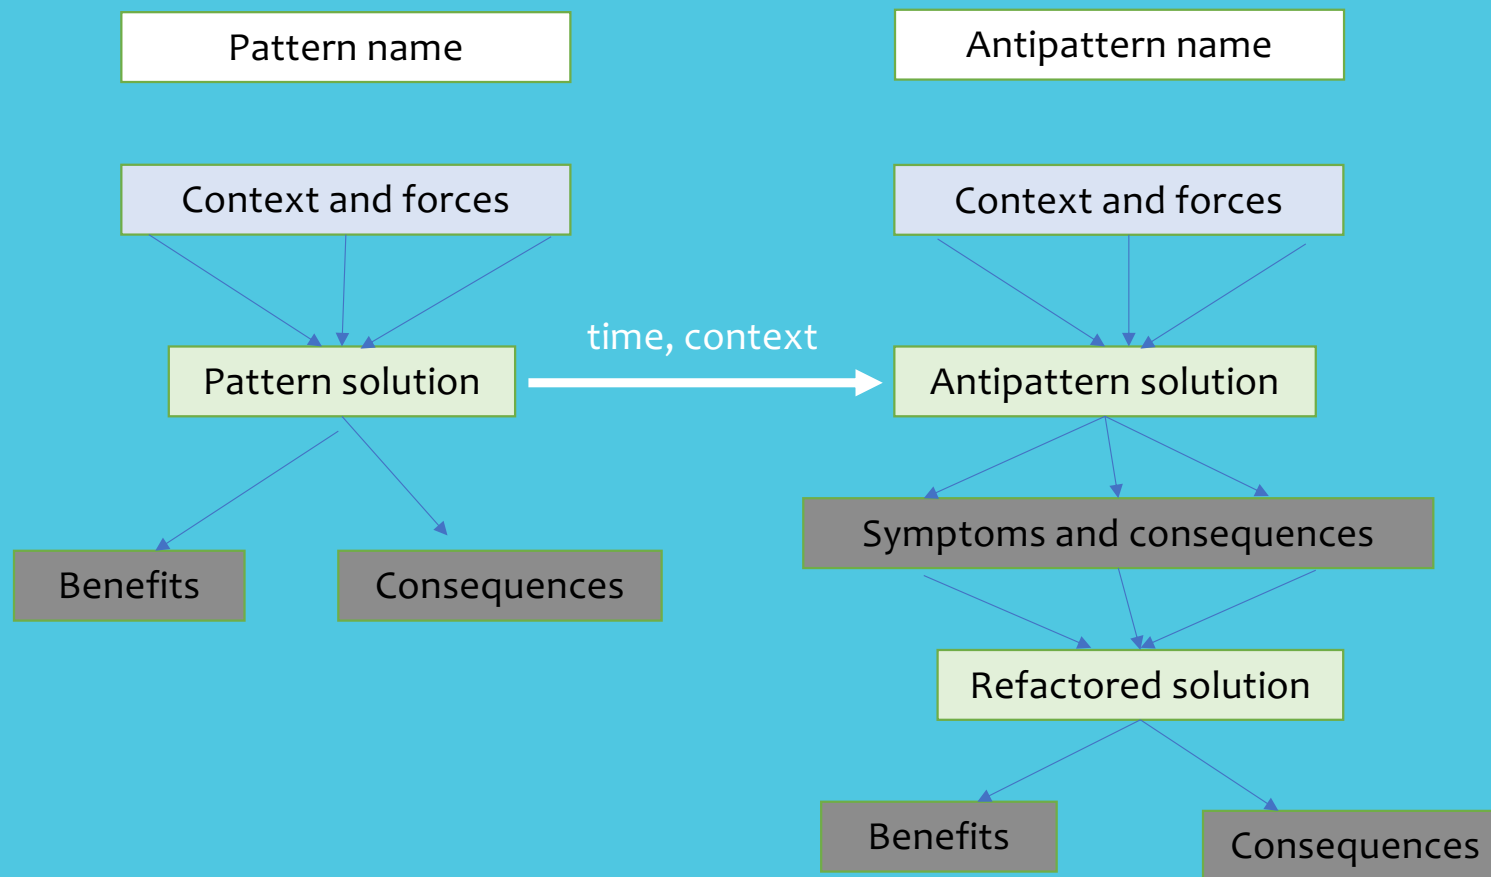 Pattern name
Antipattern name
Context and forces
Context and forces
time, context
Pattern solution
Antipattern solution
Symptoms and consequences
Benefits
Consequences
Refactored solution
Benefits
Consequences